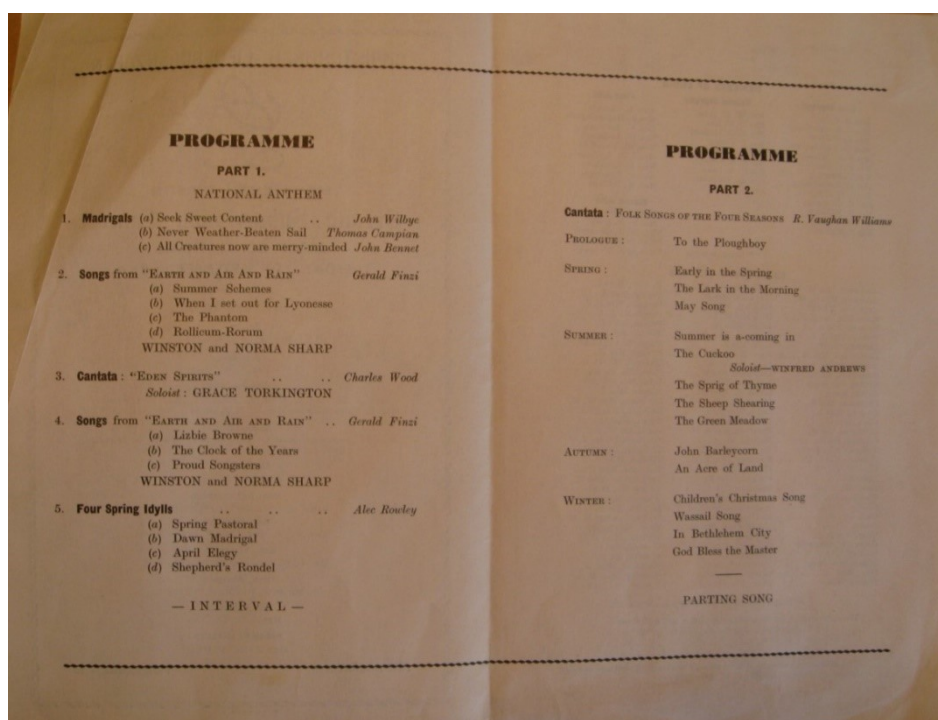 PROGRAMME
PART 1.
NATIONAL ANTHEM
1. Madrigals (a) Seek Sweet Content .. John Wilbye
(b) Never Weather-Beaten Sail Thomas Campian
(c) All Creatures now are merry-minded John Bennet
2. Songs from "EARTH AND AIR AND RAIN" Gerald Finzi
(a) Summer Schemes
(b) When I set out for Lyonesse
(c) The Phantom
(d) Rollicum-Rorum
WINSTON and NORMA SHARP
3. Cantata : "EDEN SPIRITS" .. .. Charles Wood
Soloist : GRACE TORKINGTON
4. Songs from "EARTH AND AIR AND RAIN" .. Gerald Finzi
(a) Lizbie Browne
(b) The Clock of the Years
(c) Proud Songsters
WINSTON and NORMA SHARP
5. Four Spring Idylls .. .. .. Alec Rowley
(a) Spring Pastoral
(b) Dawn Madrigal
(c) April Elegy
(d) Shepherd's Rondel
— INTERVAL —
PROGRAMME
PART 2.
Cantata : FOLK SONGS OF THE FOUR SEASONS R. Vaughan Williams
PROLOGUE : To the Ploughboy
SPRING : Early in the Spring
The Lark in the Morning
May Song
SUMMER : Summer is a-coming in
The Cuckoo
Soloist—WINFRED ANDREWS
The Sprig of Thyme
The Sheep Shearing
The Green Meadow
AUTUMN : John Barleycorn
An Acre of Land
WINTER : Children's Christmas Song
Wassail Song
In Bethlehem City
God Bless the Master
PARTING SONG